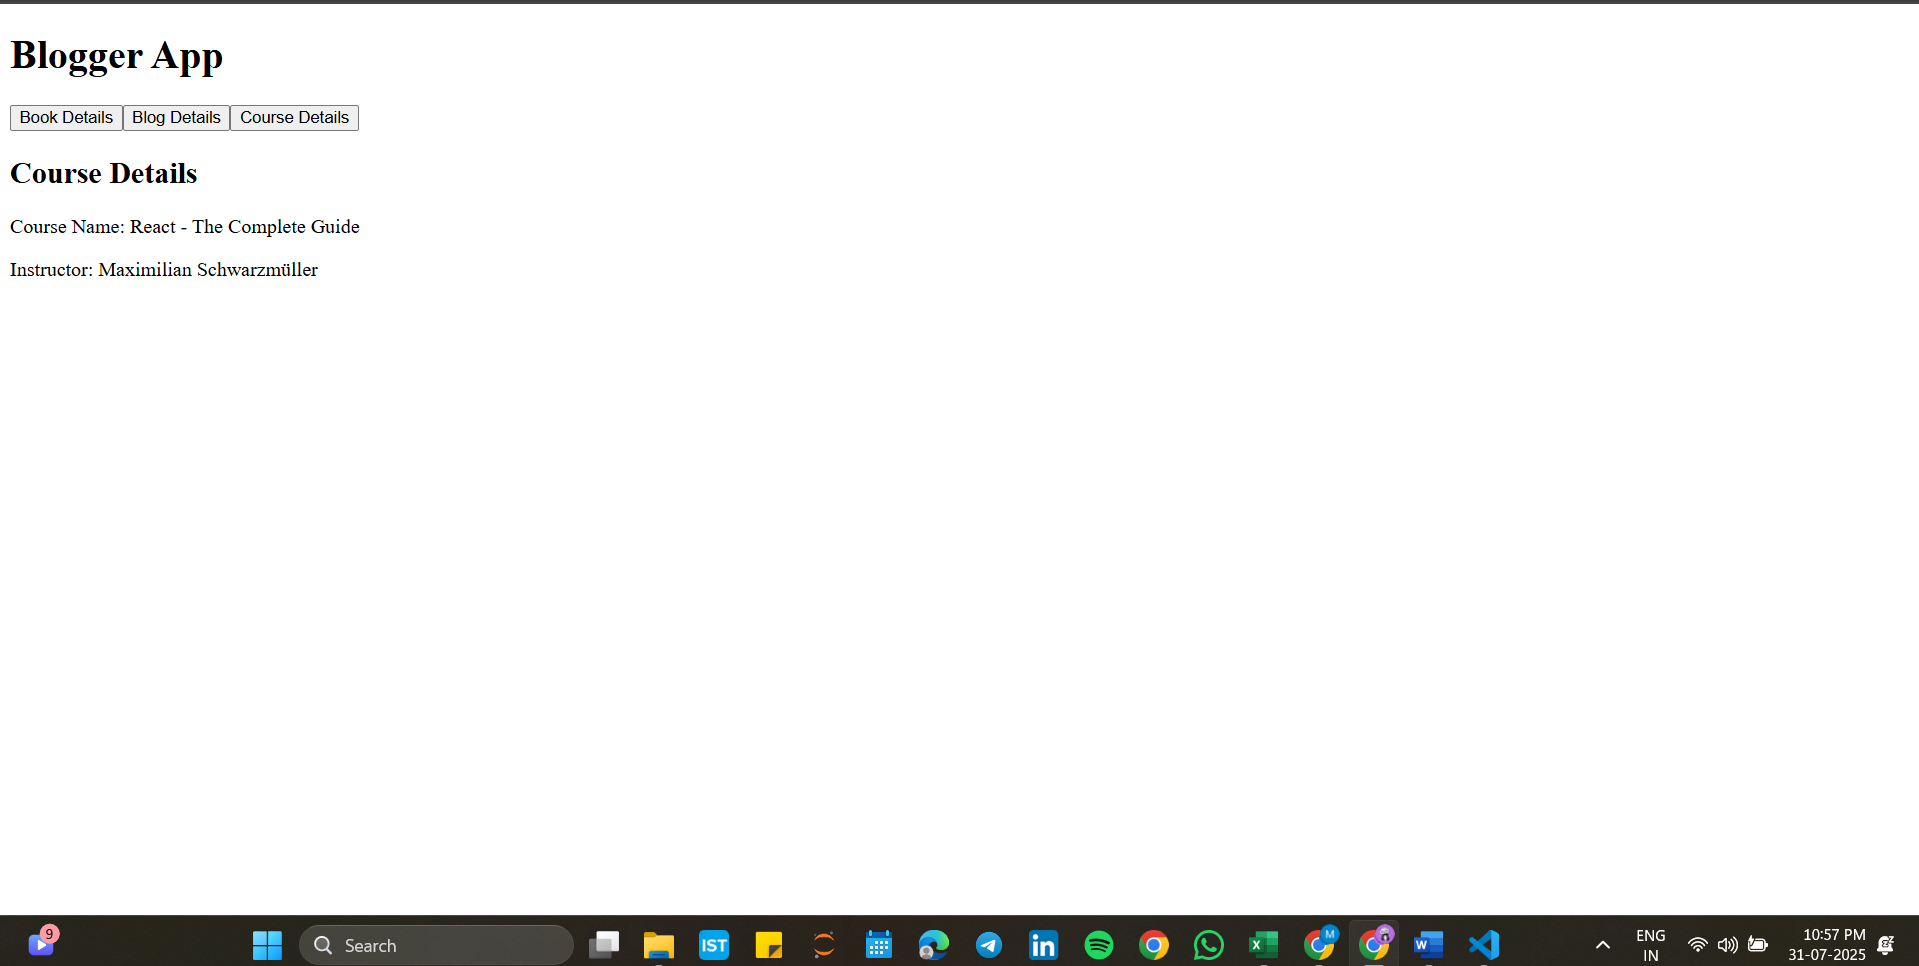 Blogger App
Book Details Blog Details Course Details
Course Details
Course Name: React - The Complete Guide
Instructor: Maximilian Schwarzmüller
9
Search
IST
M
ENG
IN
10:57 PM
31-07-2025